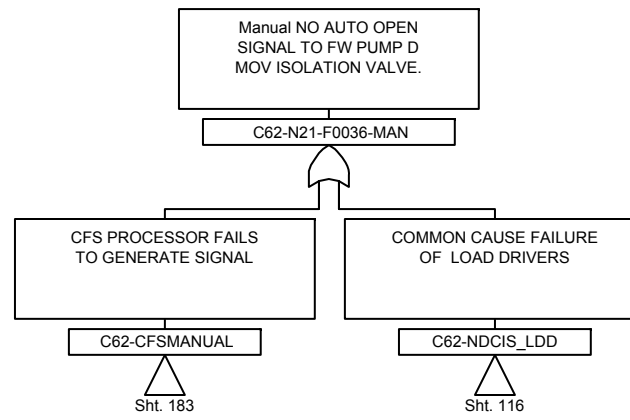 Manual NO AUTO OPEN
SIGNAL TO FW PUMP D
MOV ISOLATION VALVE.
C62-N21-F0036-MAN
CFS PROCESSOR FAILS
TO GENERATE SIGNAL
C62-CFSMANUAL
Sht. 183
COMMON CAUSE FAILURE
OF LOAD DRIVERS
C62-NDCIS_LDD
Sht. 116